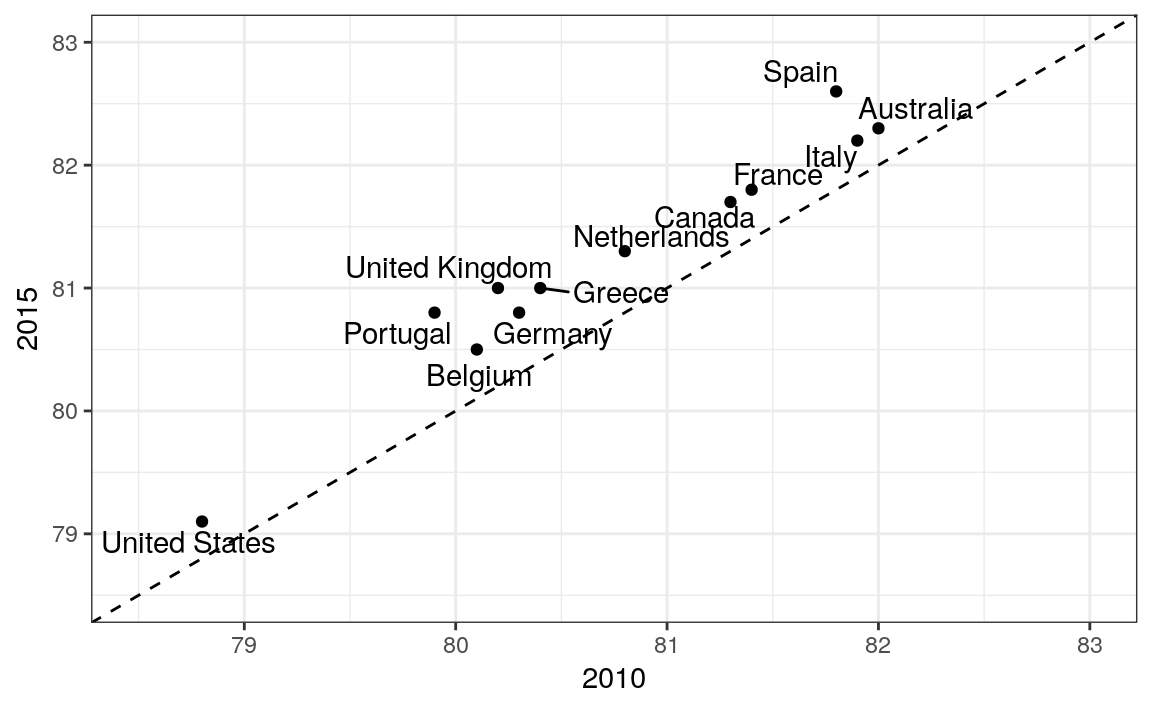 83
82
81
80
79
2015
Spain
Australia
Italy
France
Canada
Netherlands
United Kingdom
Greece
Portugal
Germany
Belgium
United States
79
80
81
82
83
2010